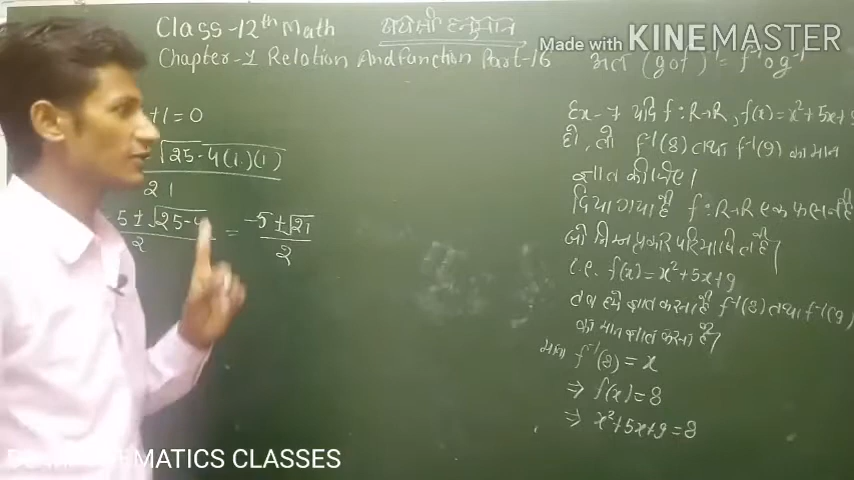 Class-12th Math
जय श्री हनुमान
Chapter-1 Relation And function Part-16
Made with KINEMASTER
अतः (gof)⁻¹ = f⁻¹og⁻¹
+1=0
√25-4(1)(1)
21
5±√25-4 = -5±√21
2 2
Ex-7 यदि f:R→R, f(x)=x²+5x+9
हो, तो f⁻¹(8) तथा f⁻¹(9) का मान
ज्ञात कीजिए।
दिया गया है f:R→R एक फलन है
जो निम्न प्रकार परिभाषित है।
i.e. f(x)=x²+5x+9
तब हमें ज्ञात करना है f⁻¹(8) तथा f⁻¹(9)
का मान ज्ञात करना है।
माना f⁻¹(8) = x
⇒ f(x)=8
⇒ x²+5x+9=8
MATICS CLASSES